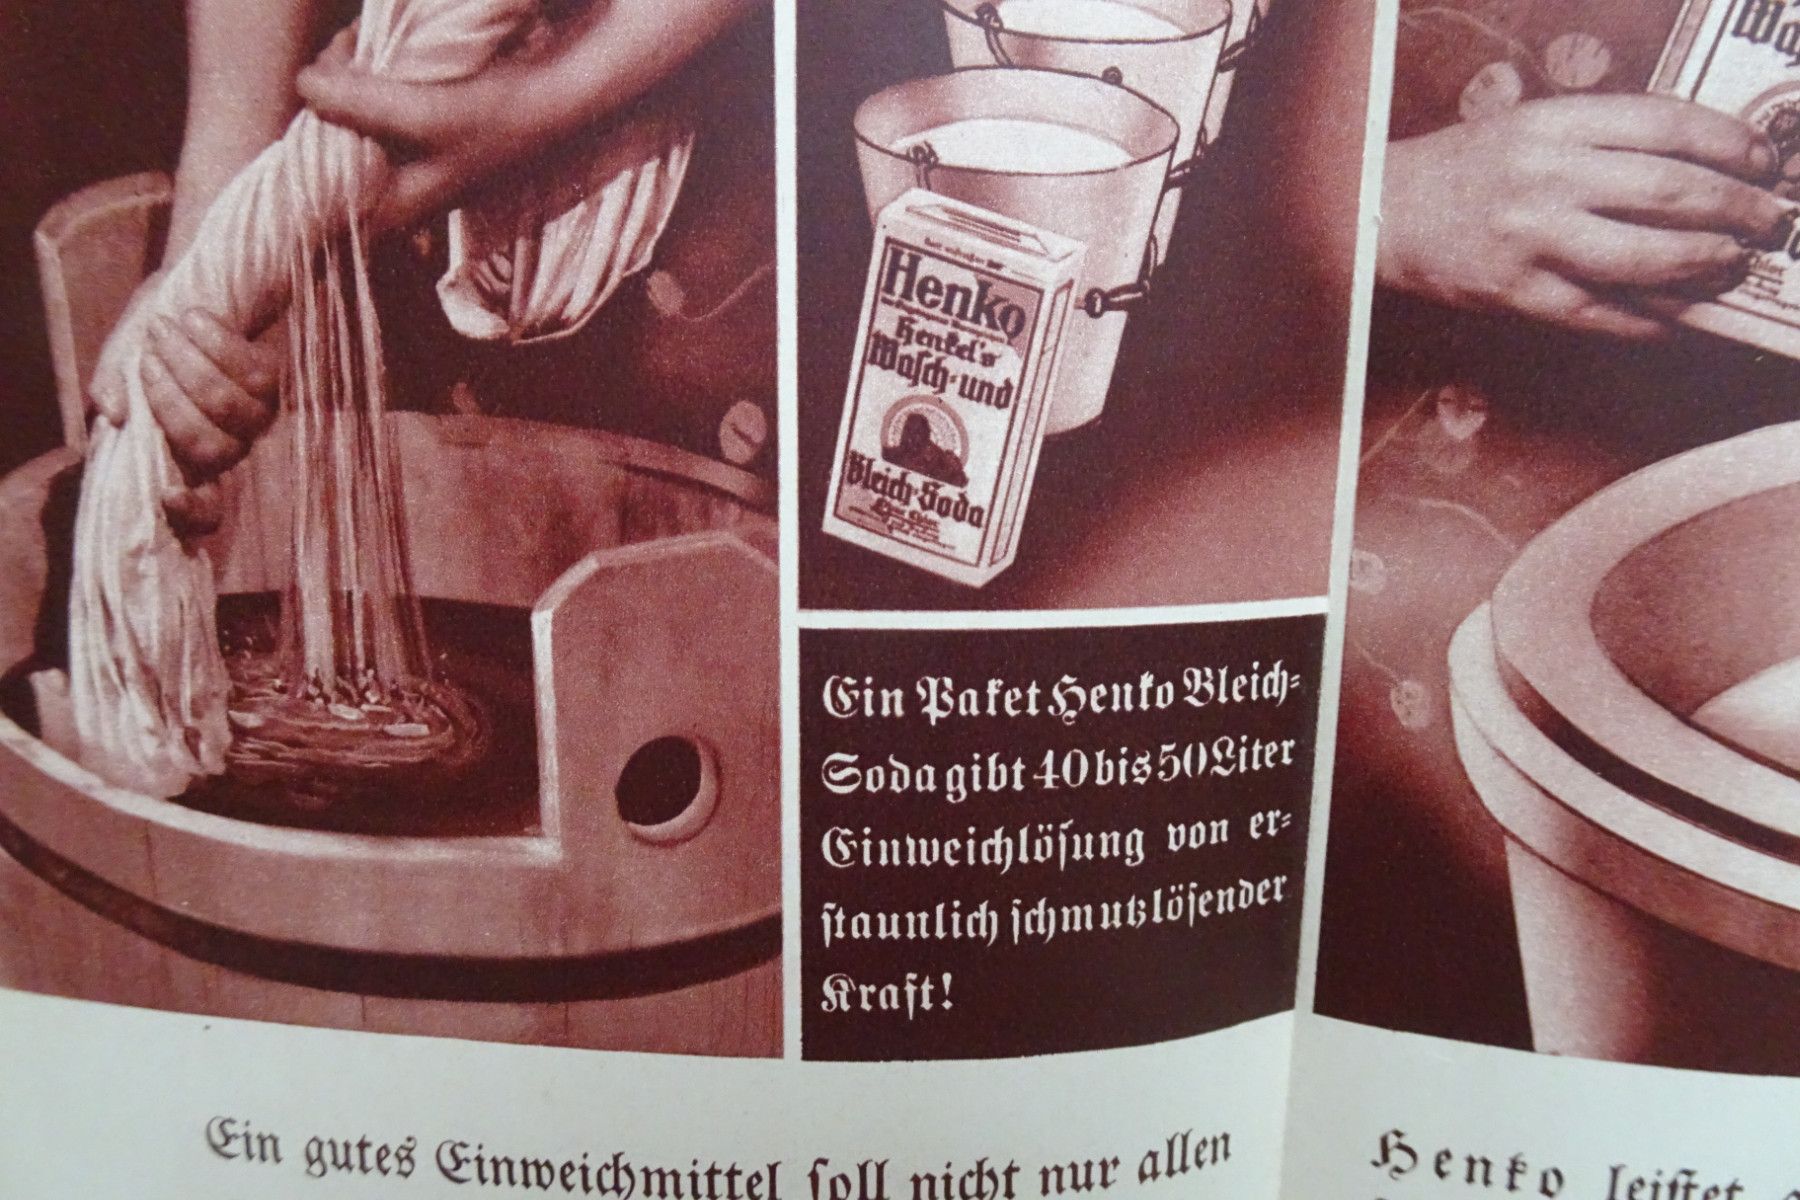 Henko
Henkel's
Wasch- und
Bleich-Soda
Ein Paket Henko Bleich-
Soda gibt 40 bis 50 Liter
Einweichlösung von er-
staunlich schmutzlösender
Kraft!
Ein gutes Einweichmittel soll nicht nur allen
Henko leistet